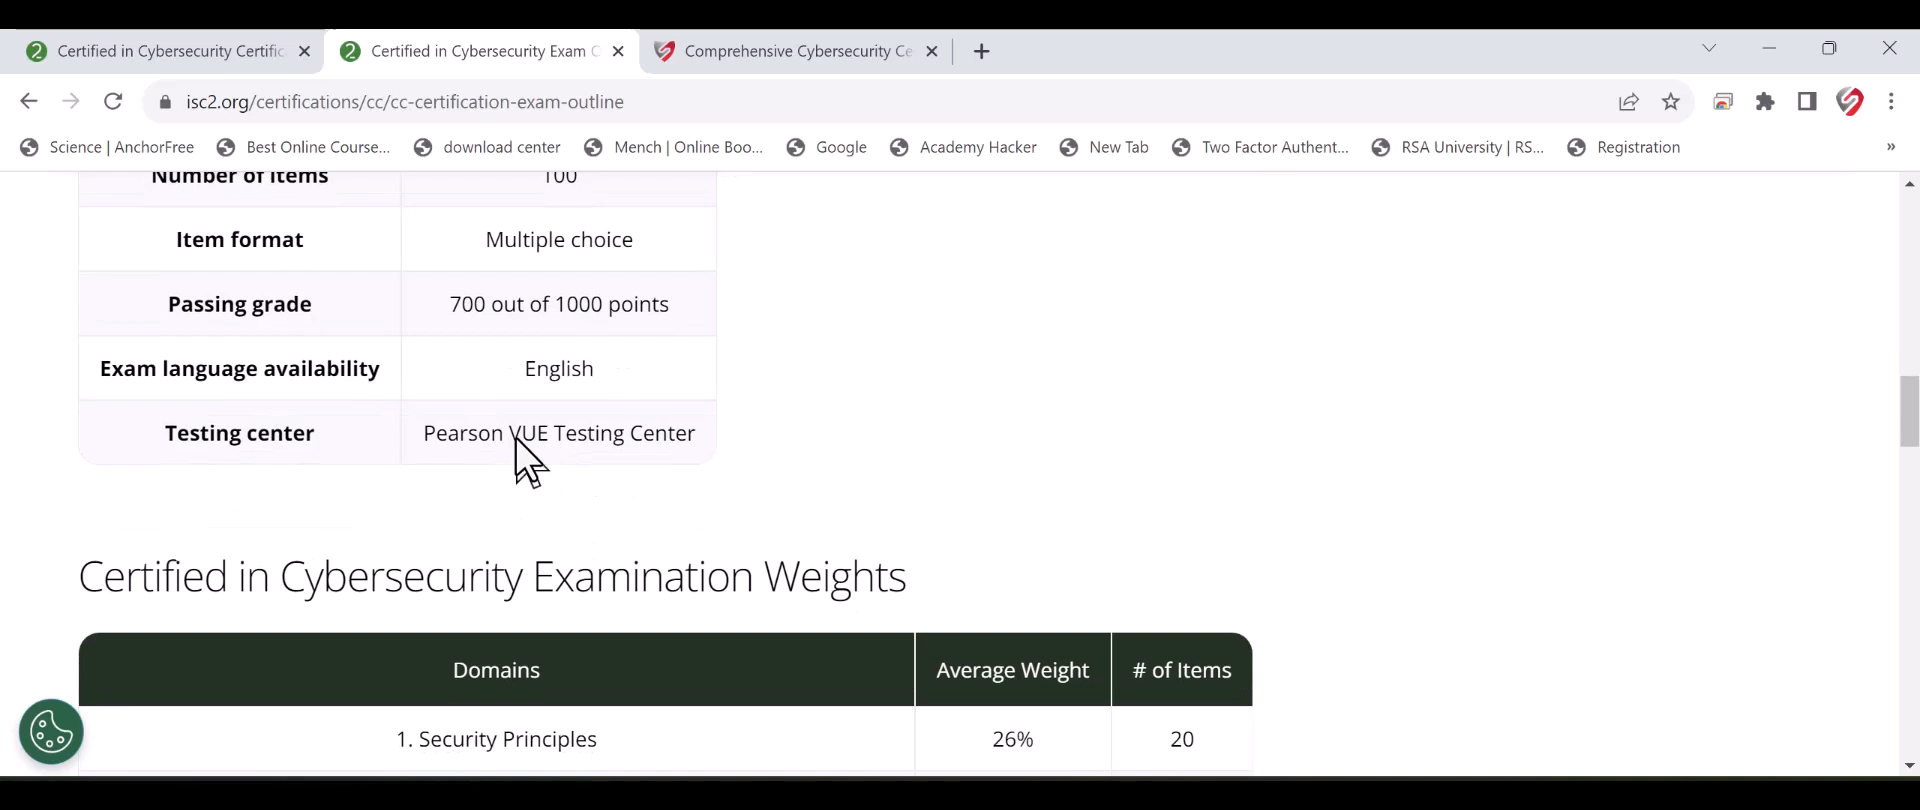 Certified in Cybersecurity Certific
Certified in Cybersecurity Exam C
Comprehensive Cybersecurity Ce
isc2.org/certifications/cc/cc-certification-exam-outline
Science | AnchorFree Best Online Course... download center Mench | Online Boo... Google Academy Hacker New Tab Two Factor Authent... RSA University | RS... Registration »
Number of items 100
Item format Multiple choice
Passing grade 700 out of 1000 points
Exam language availability English
Testing center Pearson VUE Testing Center
Certified in Cybersecurity Examination Weights
Domains Average Weight # of Items
1. Security Principles 26% 20